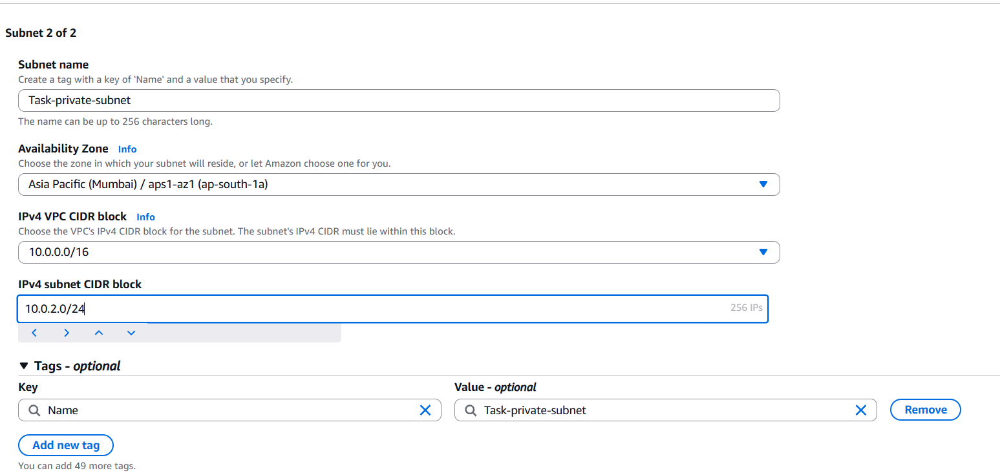 Subnet 2 of 2
Subnet name
Create a tag with a key of 'Name' and a value that you specify.
Task-private-subnet
The name can be up to 256 characters long.
Availability Zone Info
Choose the zone in which your subnet will reside, or let Amazon choose one for you.
Asia Pacific (Mumbai) / aps1-az1 (ap-south-1a)
IPv4 VPC CIDR block Info
Choose the VPC's IPv4 CIDR block for the subnet. The subnet's IPv4 CIDR must lie within this block.
10.0.0.0/16
IPv4 subnet CIDR block
10.0.2.0/24 256 IPs
Tags - optional
Key Value - optional
Name Task-private-subnet Remove
Add new tag
You can add 49 more tags.